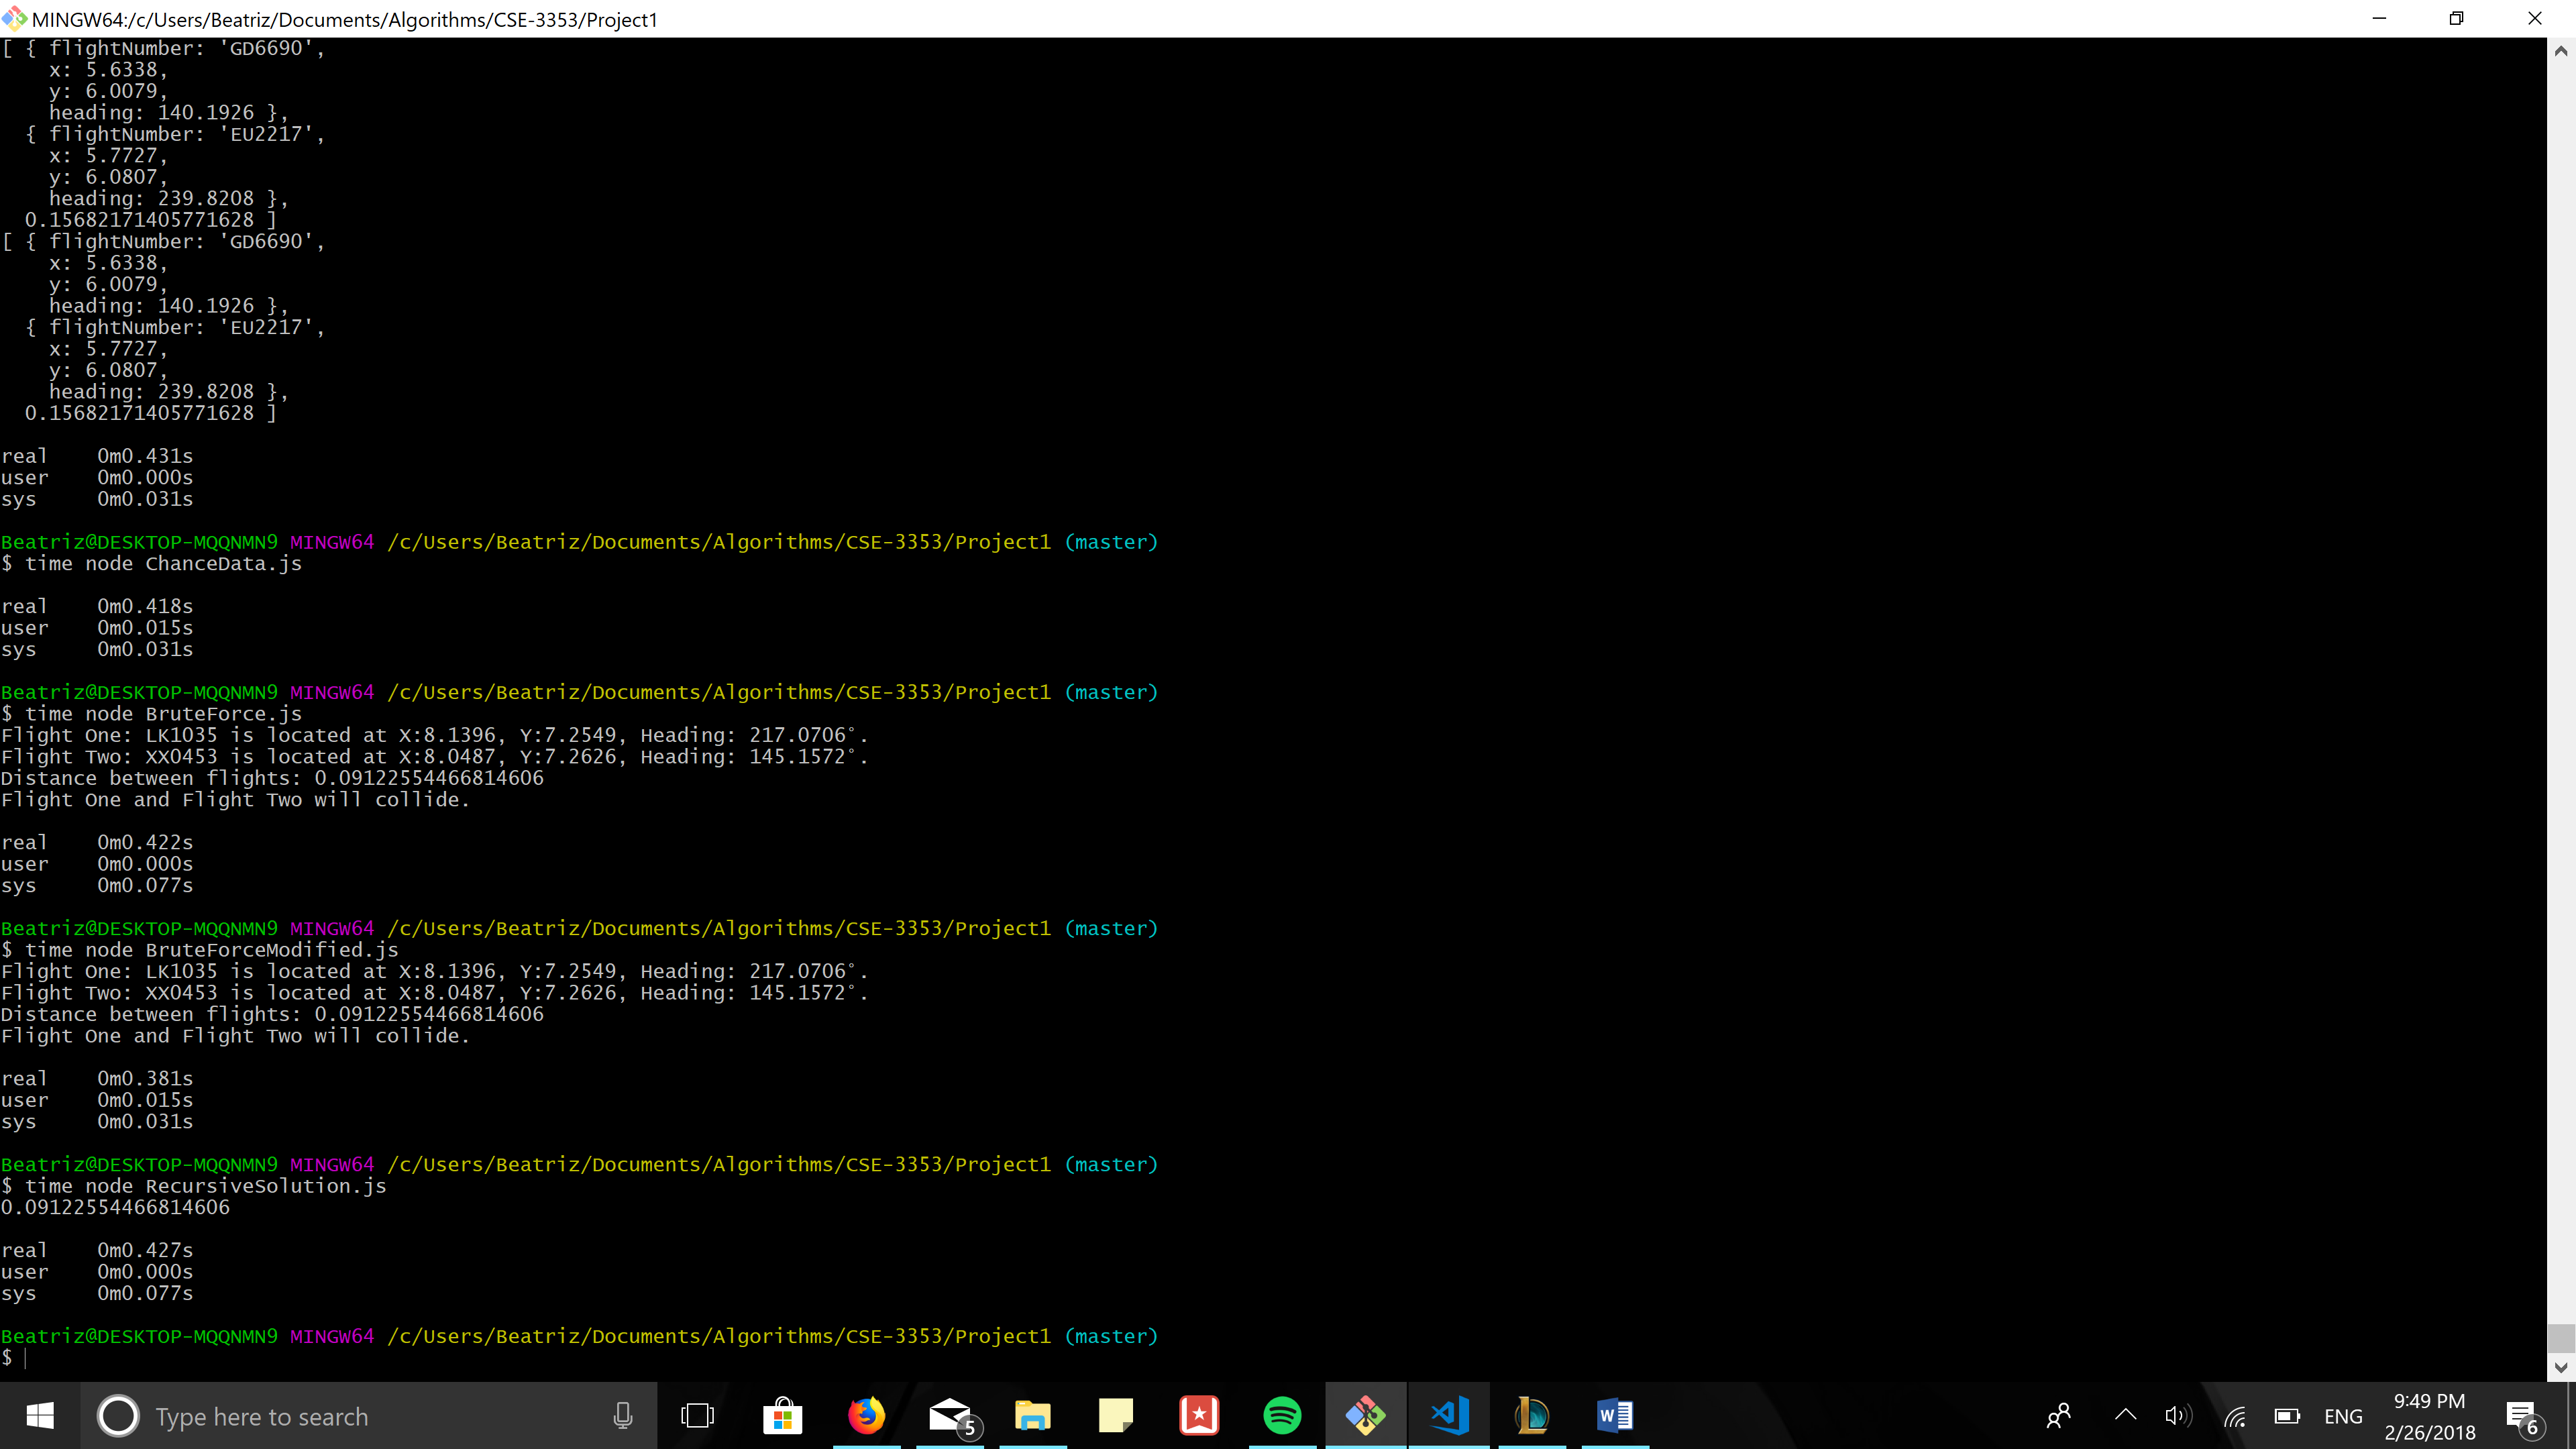 MINGW64:/c/Users/Beatriz/Documents/Algorithms/CSE-3353/Project1
[ { flightNumber: 'GD6690',
    x: 5.6338,
    y: 6.0079,
    heading: 140.1926 },
  { flightNumber: 'EU2217',
    x: 5.7727,
    y: 6.0807,
    heading: 239.8208 },
  0.15682171405771628 ]
[ { flightNumber: 'GD6690',
    x: 5.6338,
    y: 6.0079,
    heading: 140.1926 },
  { flightNumber: 'EU2217',
    x: 5.7727,
    y: 6.0807,
    heading: 239.8208 },
  0.15682171405771628 ]

real    0m0.431s
user    0m0.000s
sys     0m0.031s

Beatriz@DESKTOP-MQQNMN9 MINGW64 /c/Users/Beatriz/Documents/Algorithms/CSE-3353/Project1 (master)
$ time node ChanceData.js

real    0m0.418s
user    0m0.015s
sys     0m0.031s

Beatriz@DESKTOP-MQQNMN9 MINGW64 /c/Users/Beatriz/Documents/Algorithms/CSE-3353/Project1 (master)
$ time node BruteForce.js
Flight One: LK1035 is located at X:8.1396, Y:7.2549, Heading: 217.0706°.
Flight Two: XX0453 is located at X:8.0487, Y:7.2626, Heading: 145.1572°.
Distance between flights: 0.09122554466814606
Flight One and Flight Two will collide.

real    0m0.422s
user    0m0.000s
sys     0m0.077s

Beatriz@DESKTOP-MQQNMN9 MINGW64 /c/Users/Beatriz/Documents/Algorithms/CSE-3353/Project1 (master)
$ time node BruteForceModified.js
Flight One: LK1035 is located at X:8.1396, Y:7.2549, Heading: 217.0706°.
Flight Two: XX0453 is located at X:8.0487, Y:7.2626, Heading: 145.1572°.
Distance between flights: 0.09122554466814606
Flight One and Flight Two will collide.

real    0m0.381s
user    0m0.015s
sys     0m0.031s

Beatriz@DESKTOP-MQQNMN9 MINGW64 /c/Users/Beatriz/Documents/Algorithms/CSE-3353/Project1 (master)
$ time node RecursiveSolution.js
0.09122554466814606

real    0m0.427s
user    0m0.000s
sys     0m0.077s

Beatriz@DESKTOP-MQQNMN9 MINGW64 /c/Users/Beatriz/Documents/Algorithms/CSE-3353/Project1 (master)
$
Type here to search
5
W
ENG
9:49 PM
2/26/2018
6